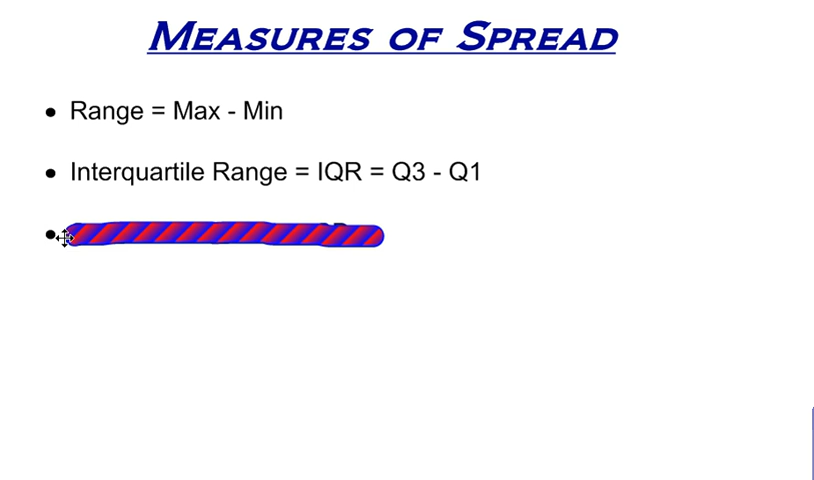 MEASURES OF SPREAD
• Range = Max - Min
• Interquartile Range = IQR = Q3 - Q1
•